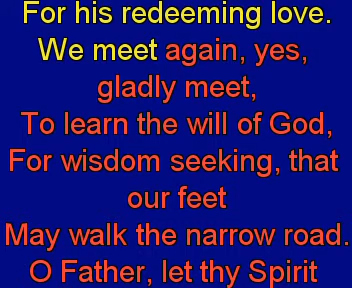 For his redeeming love.
We meet again, yes,
gladly meet,
To learn the will of God,
For wisdom seeking, that
our feet
May walk the narrow road.
O Father, let thy Spirit